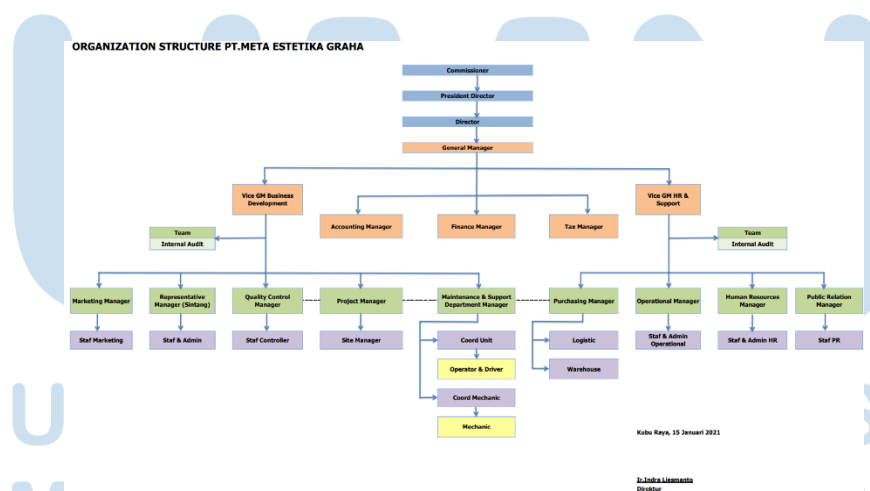 ORGANIZATION STRUCTURE PT.META ESTETIKA GRAHA
Commissioner
President Director
Director
General Manager
Vice GM Business
Development
Accounting Manager
Finance Manager
Tax Manager
Vice GM HR &
Support
Team
Internal Audit
Team
Internal Audit
Marketing Manager
Representative
Manager (Sintang)
Quality Control
Manager
Project Manager
Maintenance & Support
Department Manager
Purchasing Manager
Operational Manager
Human Resources
Manager
Public Relation
Manager
Staf Marketing
Staf & Admin
Staf Controller
Site Manager
Coord Unit
Logistic
Staf & Admin
Operational
Staf & Admin HR
Staf PR
Operator & Driver
Warehouse
Coord Mechanic
Mechanic
Kubu Raya, 15 Januari 2021
Ir.Indra Liesmanto
Direktur